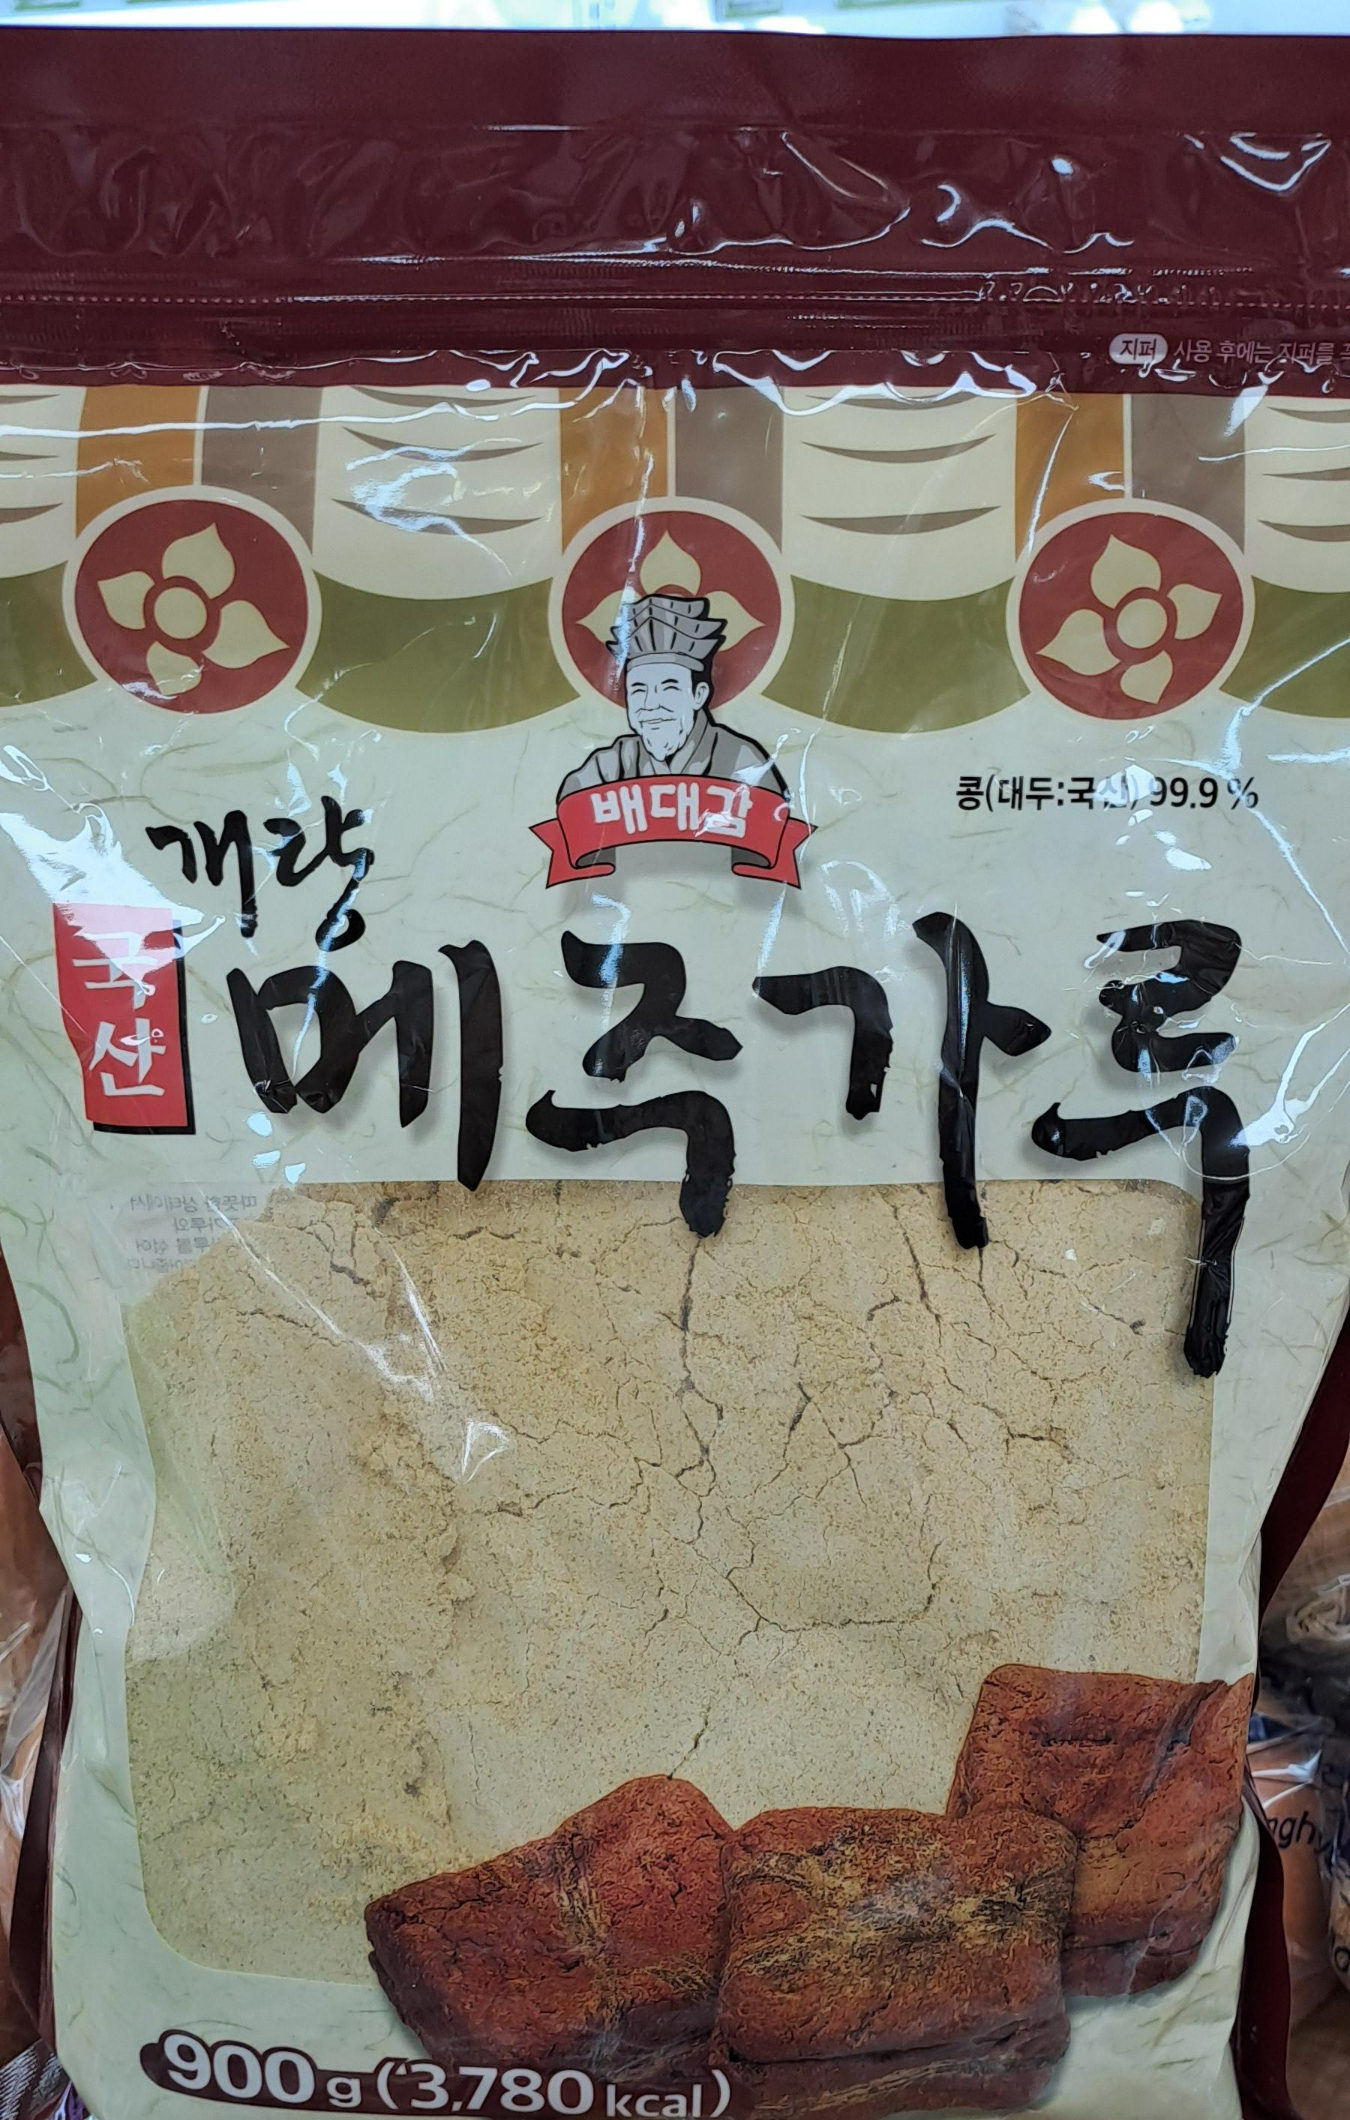 지퍼 사용 후에는 지퍼를
배대감
콩(대두:국산) 99.9 %
개량
국산
메주가루
900 g (3,780 kcal)